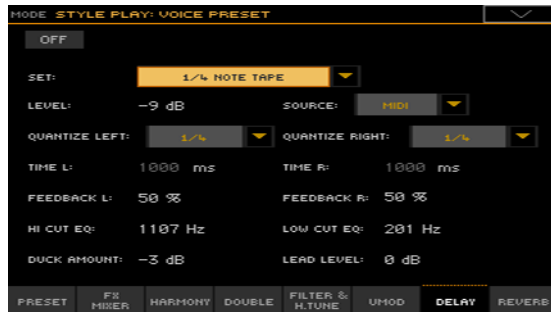 MODE STYLE PLAY: VOICE PRESET
OFF
SET: 1/4 NOTE TAPE
LEVEL: -9 dB SOURCE: MIDI
QUANTIZE LEFT: 1/4 QUANTIZE RIGHT: 1/4
TIME L: 1000 ms TIME R: 1000 ms
FEEDBACK L: 50 % FEEDBACK R: 50 %
HI CUT EQ: 1107 Hz LOW CUT EQ: 201 Hz
DUCK AMOUNT: -3 dB LEAD LEVEL: 0 dB
PRESET FX MIXER HARMONY DOUBLE FILTER & H.TUNE UMOD DELAY REVERB